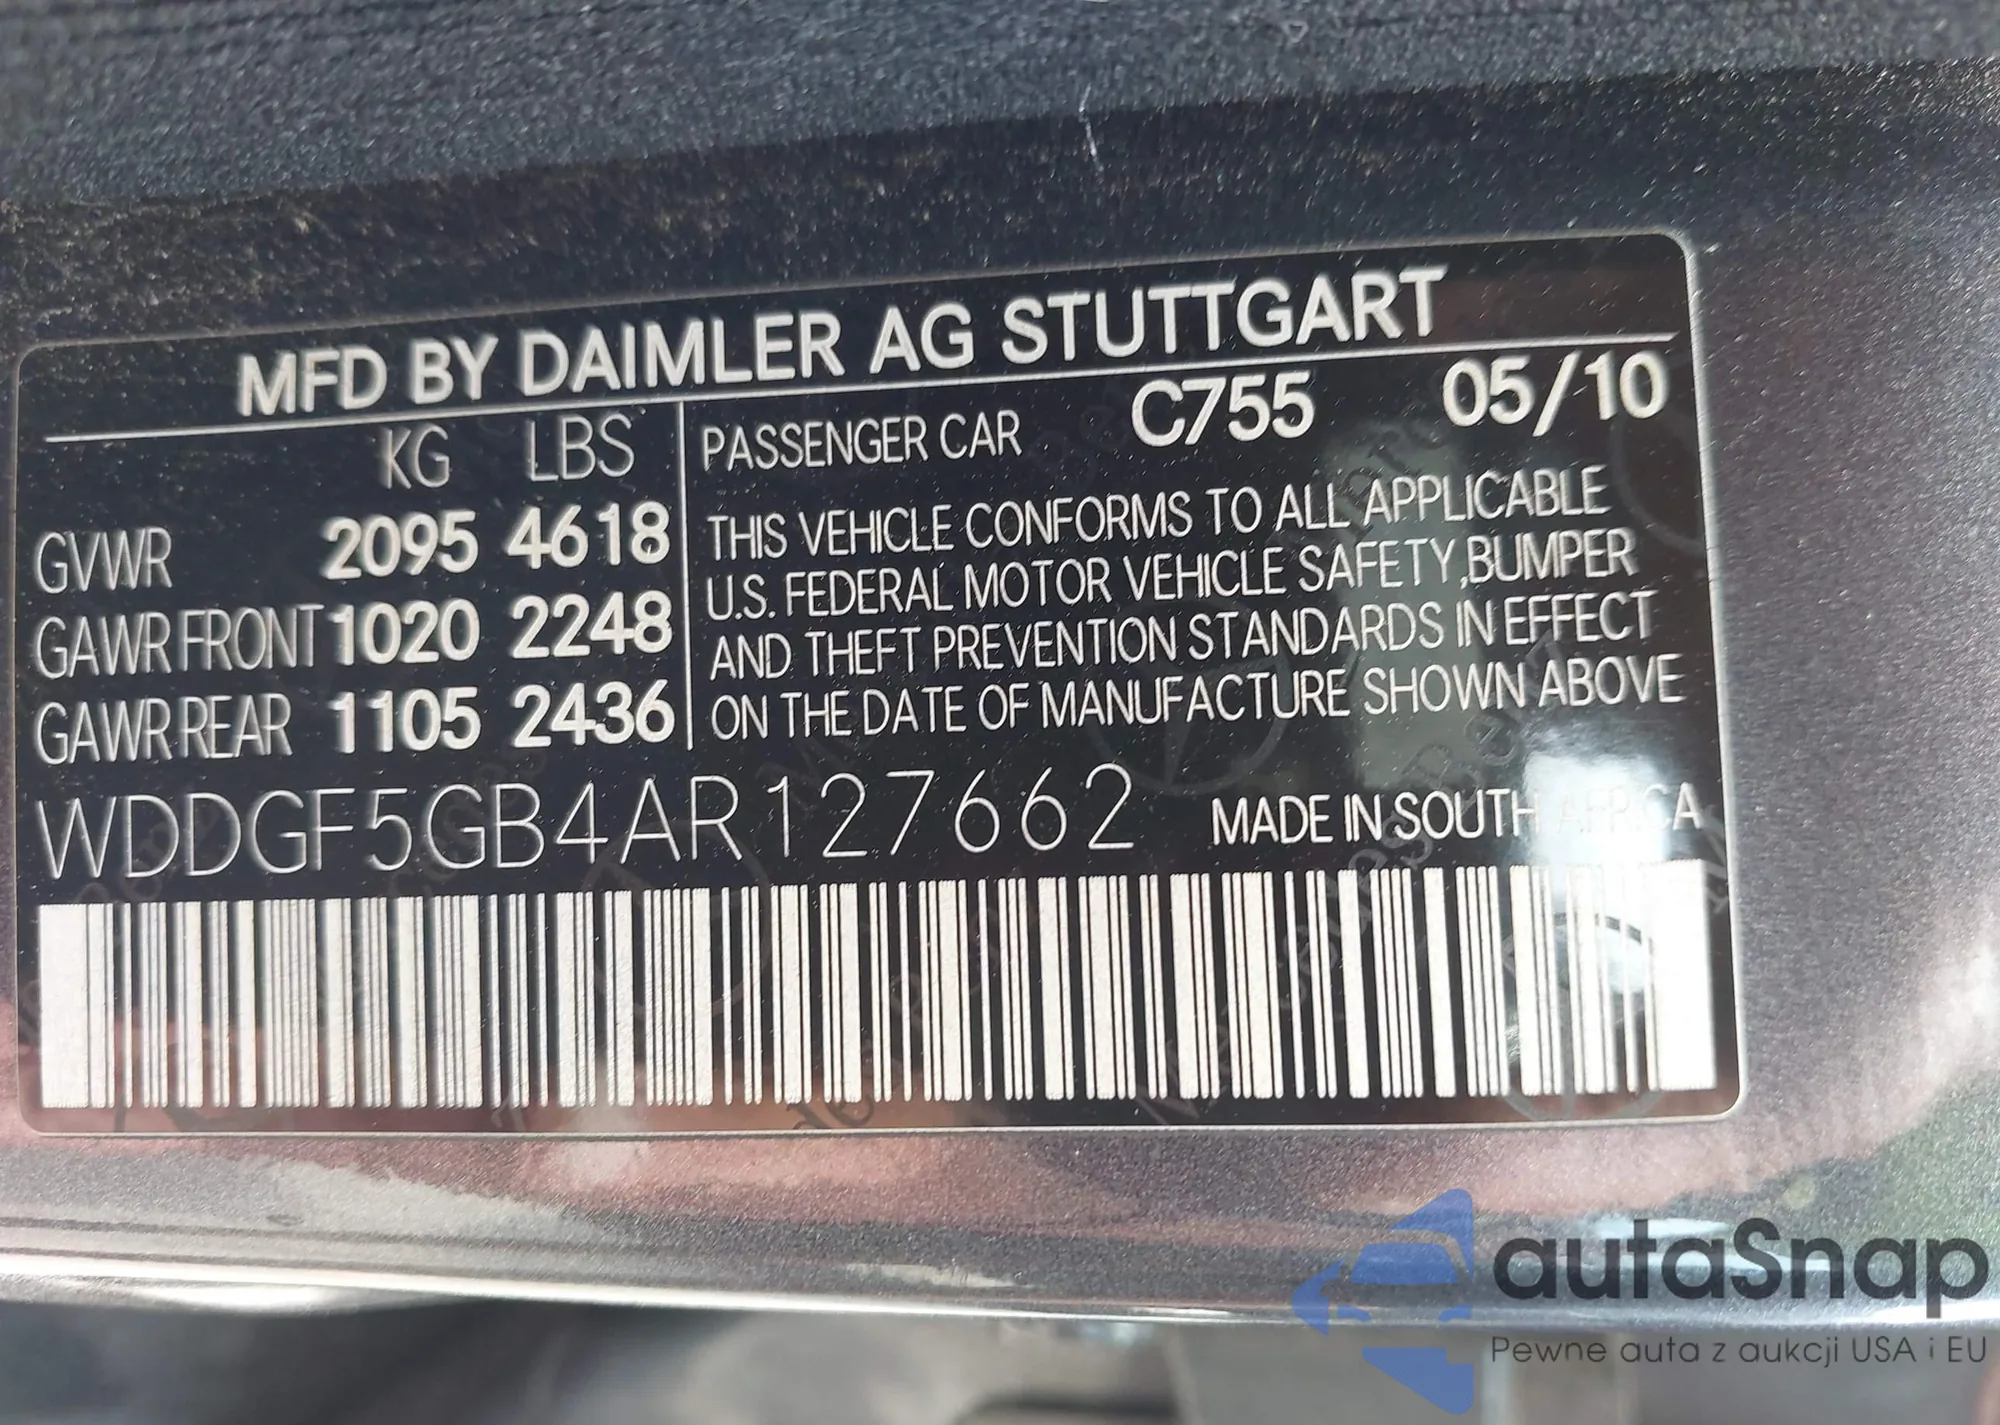 MFD BY DAIMLER AG STUTTGART
KG LBS
GVWR 2095 4618
GAWR FRONT 1020 2248
GAWR REAR 1105 2436
PASSENGER CAR C755 05/10
THIS VEHICLE CONFORMS TO ALL APPLICABLE
U.S. FEDERAL MOTOR VEHICLE SAFETY,BUMPER
AND THEFT PREVENTION STANDARDS IN EFFECT
ON THE DATE OF MANUFACTURE SHOWN ABOVE
WDDGF5GB4AR127662 MADE IN SOUTH AFRICA
autaSnap
Pewne auta z aukcji USA i EU